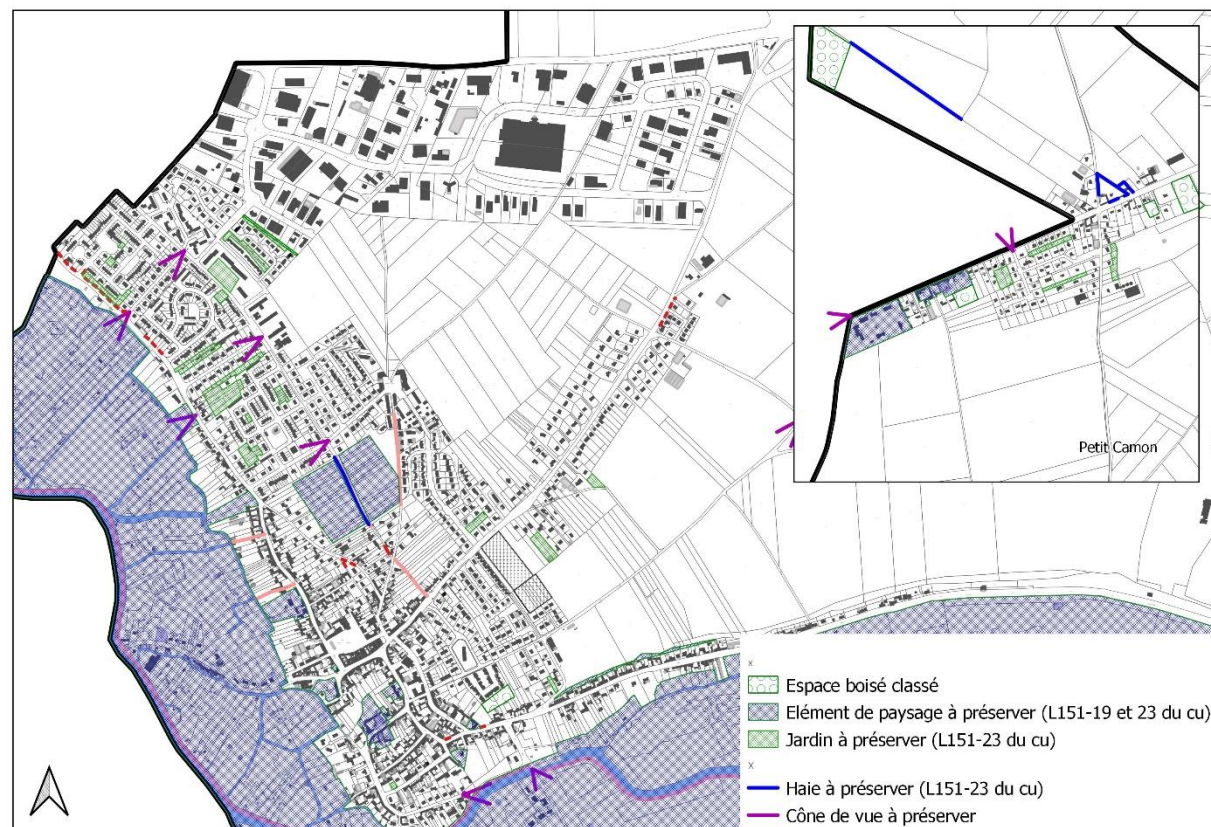 Petit Camon
x
Espace boisé classé
Elément de paysage à préserver (L151-19 et 23 du cu)
Jardin à préserver (L151-23 du cu)
x
Haie à préserver (L151-23 du cu)
Cône de vue à préserver